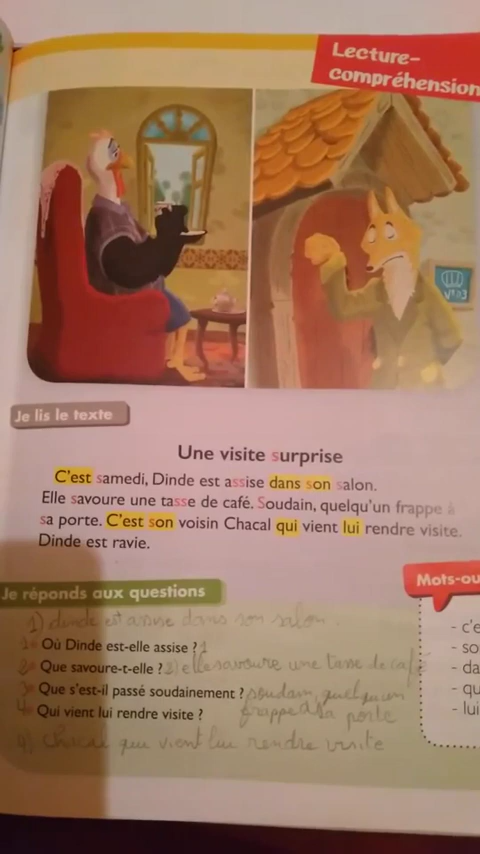 Lecture-
compréhension
N°103
Je lis le texte
Une visite surprise
C'est samedi, Dinde est assise dans son salon.
Elle savoure une tasse de café. Soudain, quelqu'un frappe à
sa porte. C'est son voisin Chacal qui vient lui rendre visite.
Dinde est ravie.
Je réponds aux questions
1) dinde est assise dans son salon.
Où Dinde est-elle assise ?
Que savoure-t-elle ? 2) elle savoure une tasse de café
Que s'est-il passé soudainement ? soudain, quelqu'un
Qui vient lui rendre visite ? frappe à sa porte
4) Chacal qui vient lui rendre visite
Mots-ou
- c'e
- so
- da
- qu
- lui